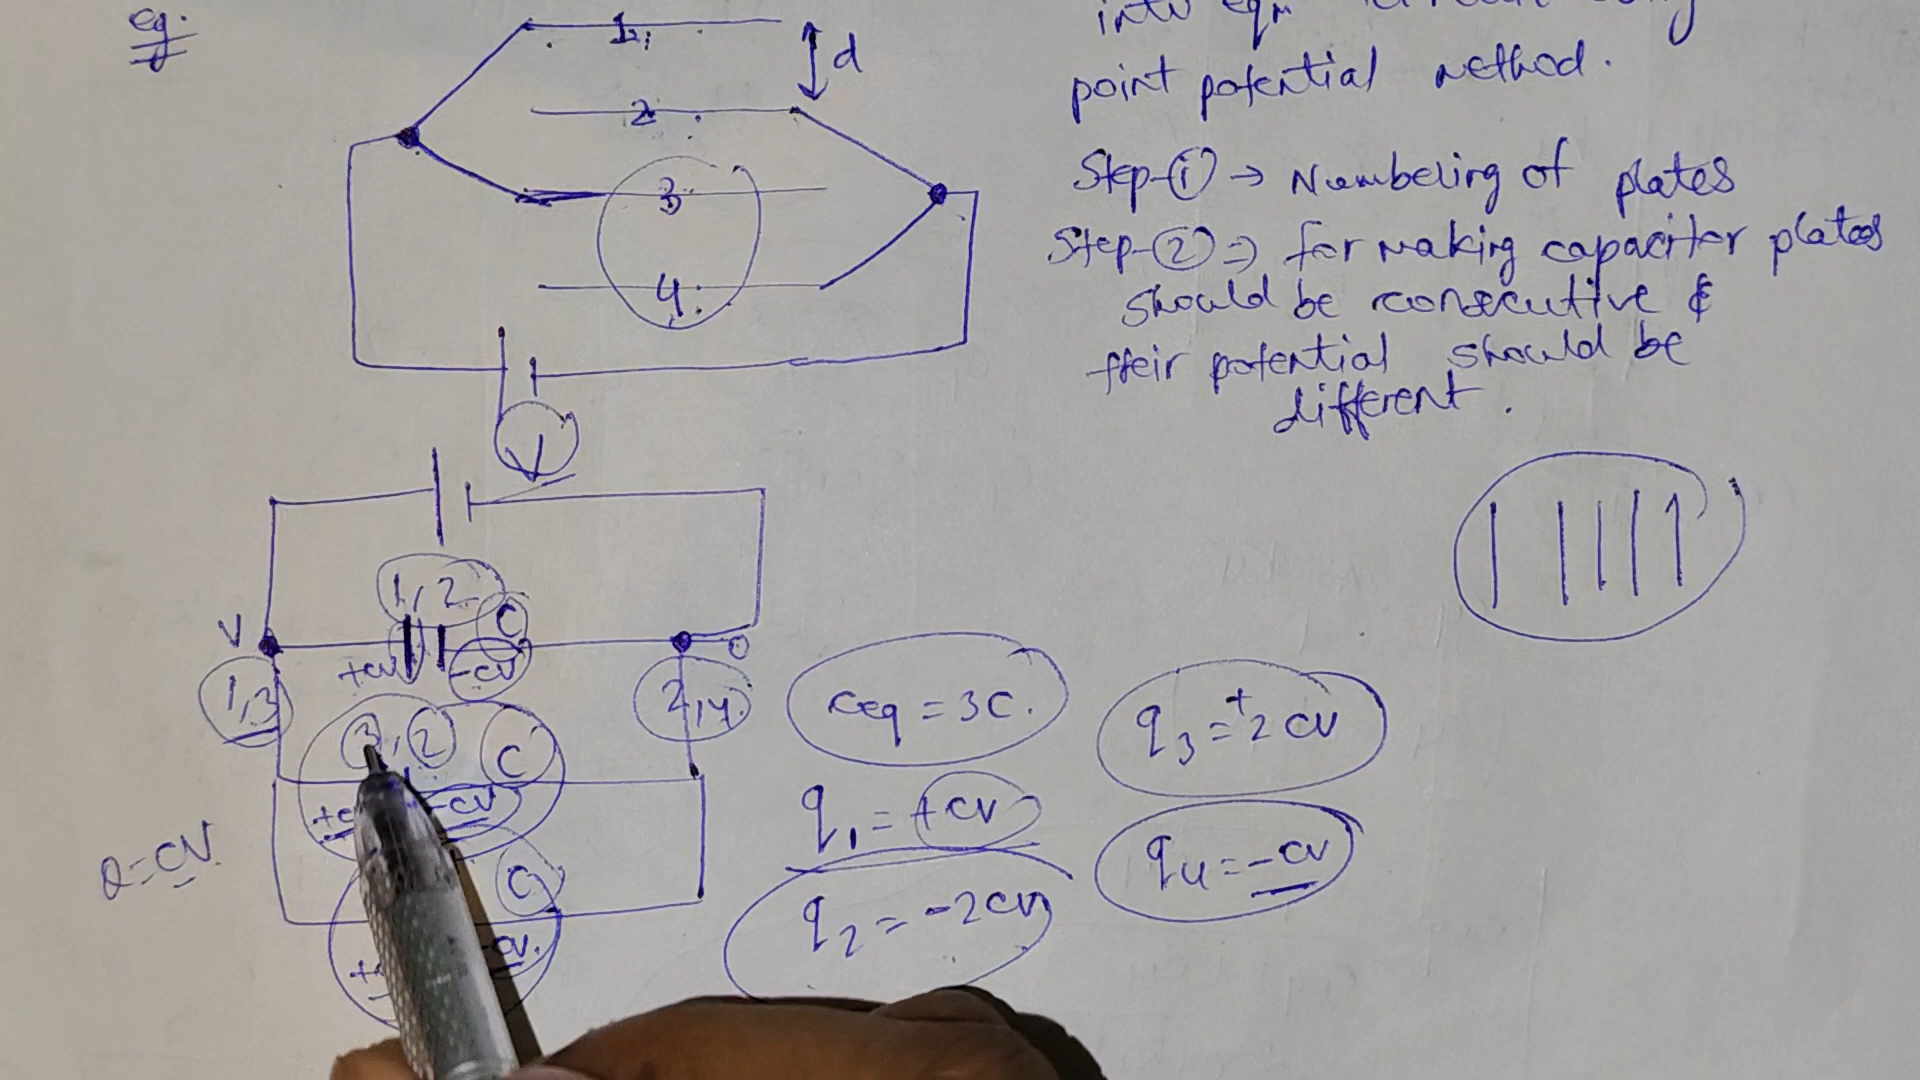 eg.
1
d
2
3
4
V
point potential method.
Step-① → Numbering of plates
Step-② ⇒ for making capacitor plates
should be consecutive &
their potential should be
different.
1,2
C
V
0
+CV
-CV
1,3
2,4
3,2
C
-CV
C
CV.
Q=CV
Ceq = 3C.
q₁ = +CV
q₂ = -2CV
q₃ = +2CV
q₄ = -CV